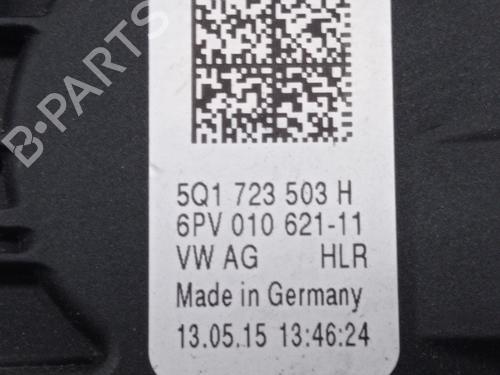 B-PARTS
5Q1 723 503 H
6PV 010 621-11
VW AG HLR
Made in Germany
13.05.15 13:46:24